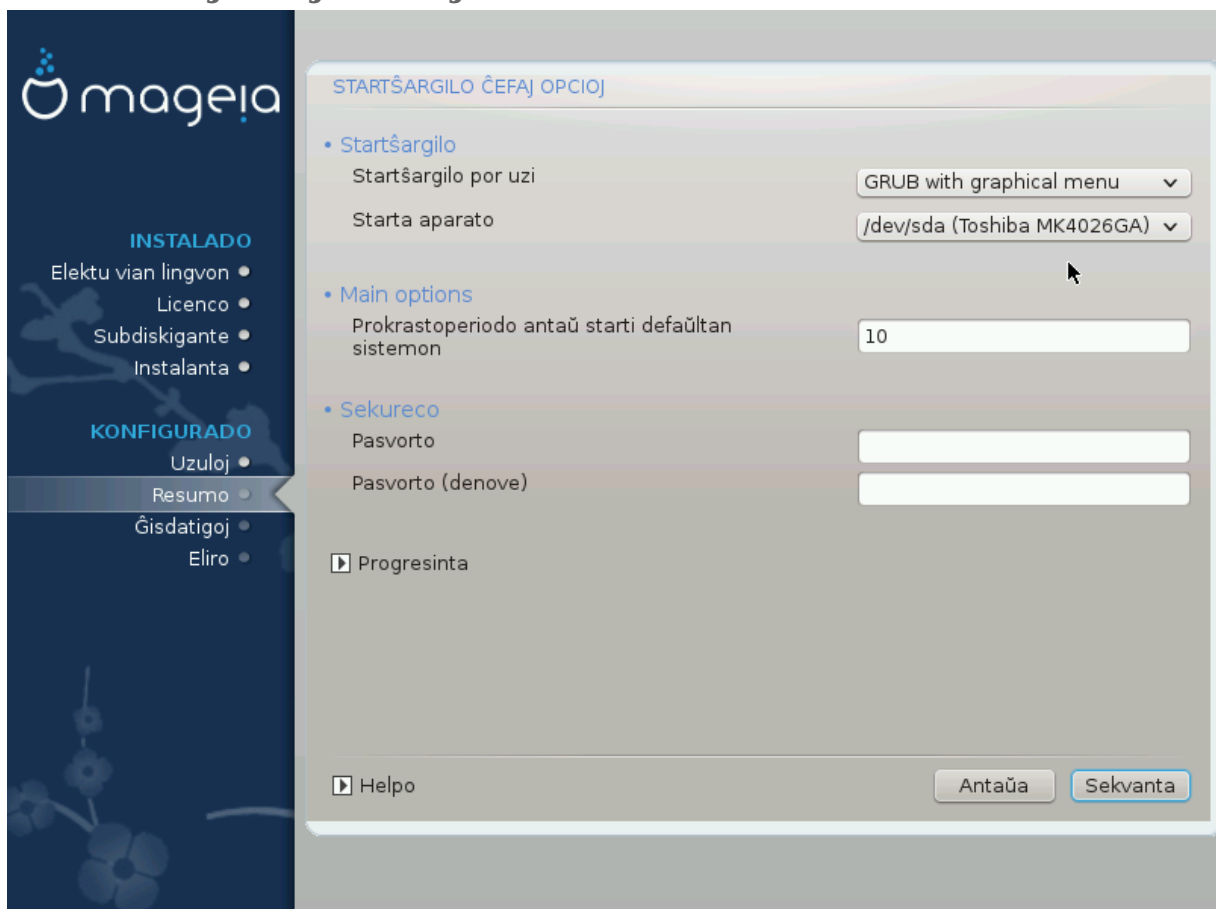 mageia
INSTALADO
Elektu vian lingvon
Licenco
Subdiskigante
Instalanta
KONFIGURADO
Uzuloj
Resumo
Ĝisdatigoj
Eliro
STARTŜARGILO ĈEFAJ OPCIOJ
• Startŝargilo
Startŝargilo por uzi
GRUB with graphical menu
Starta aparato
/dev/sda (Toshiba MK4026GA)
• Main options
Prokrastoperiodo antaŭ starti defaŭltan
sistemon
10
• Sekureco
Pasvorto
Pasvorto (denove)
Progresinta
Helpo
Antaŭa
Sekvanta